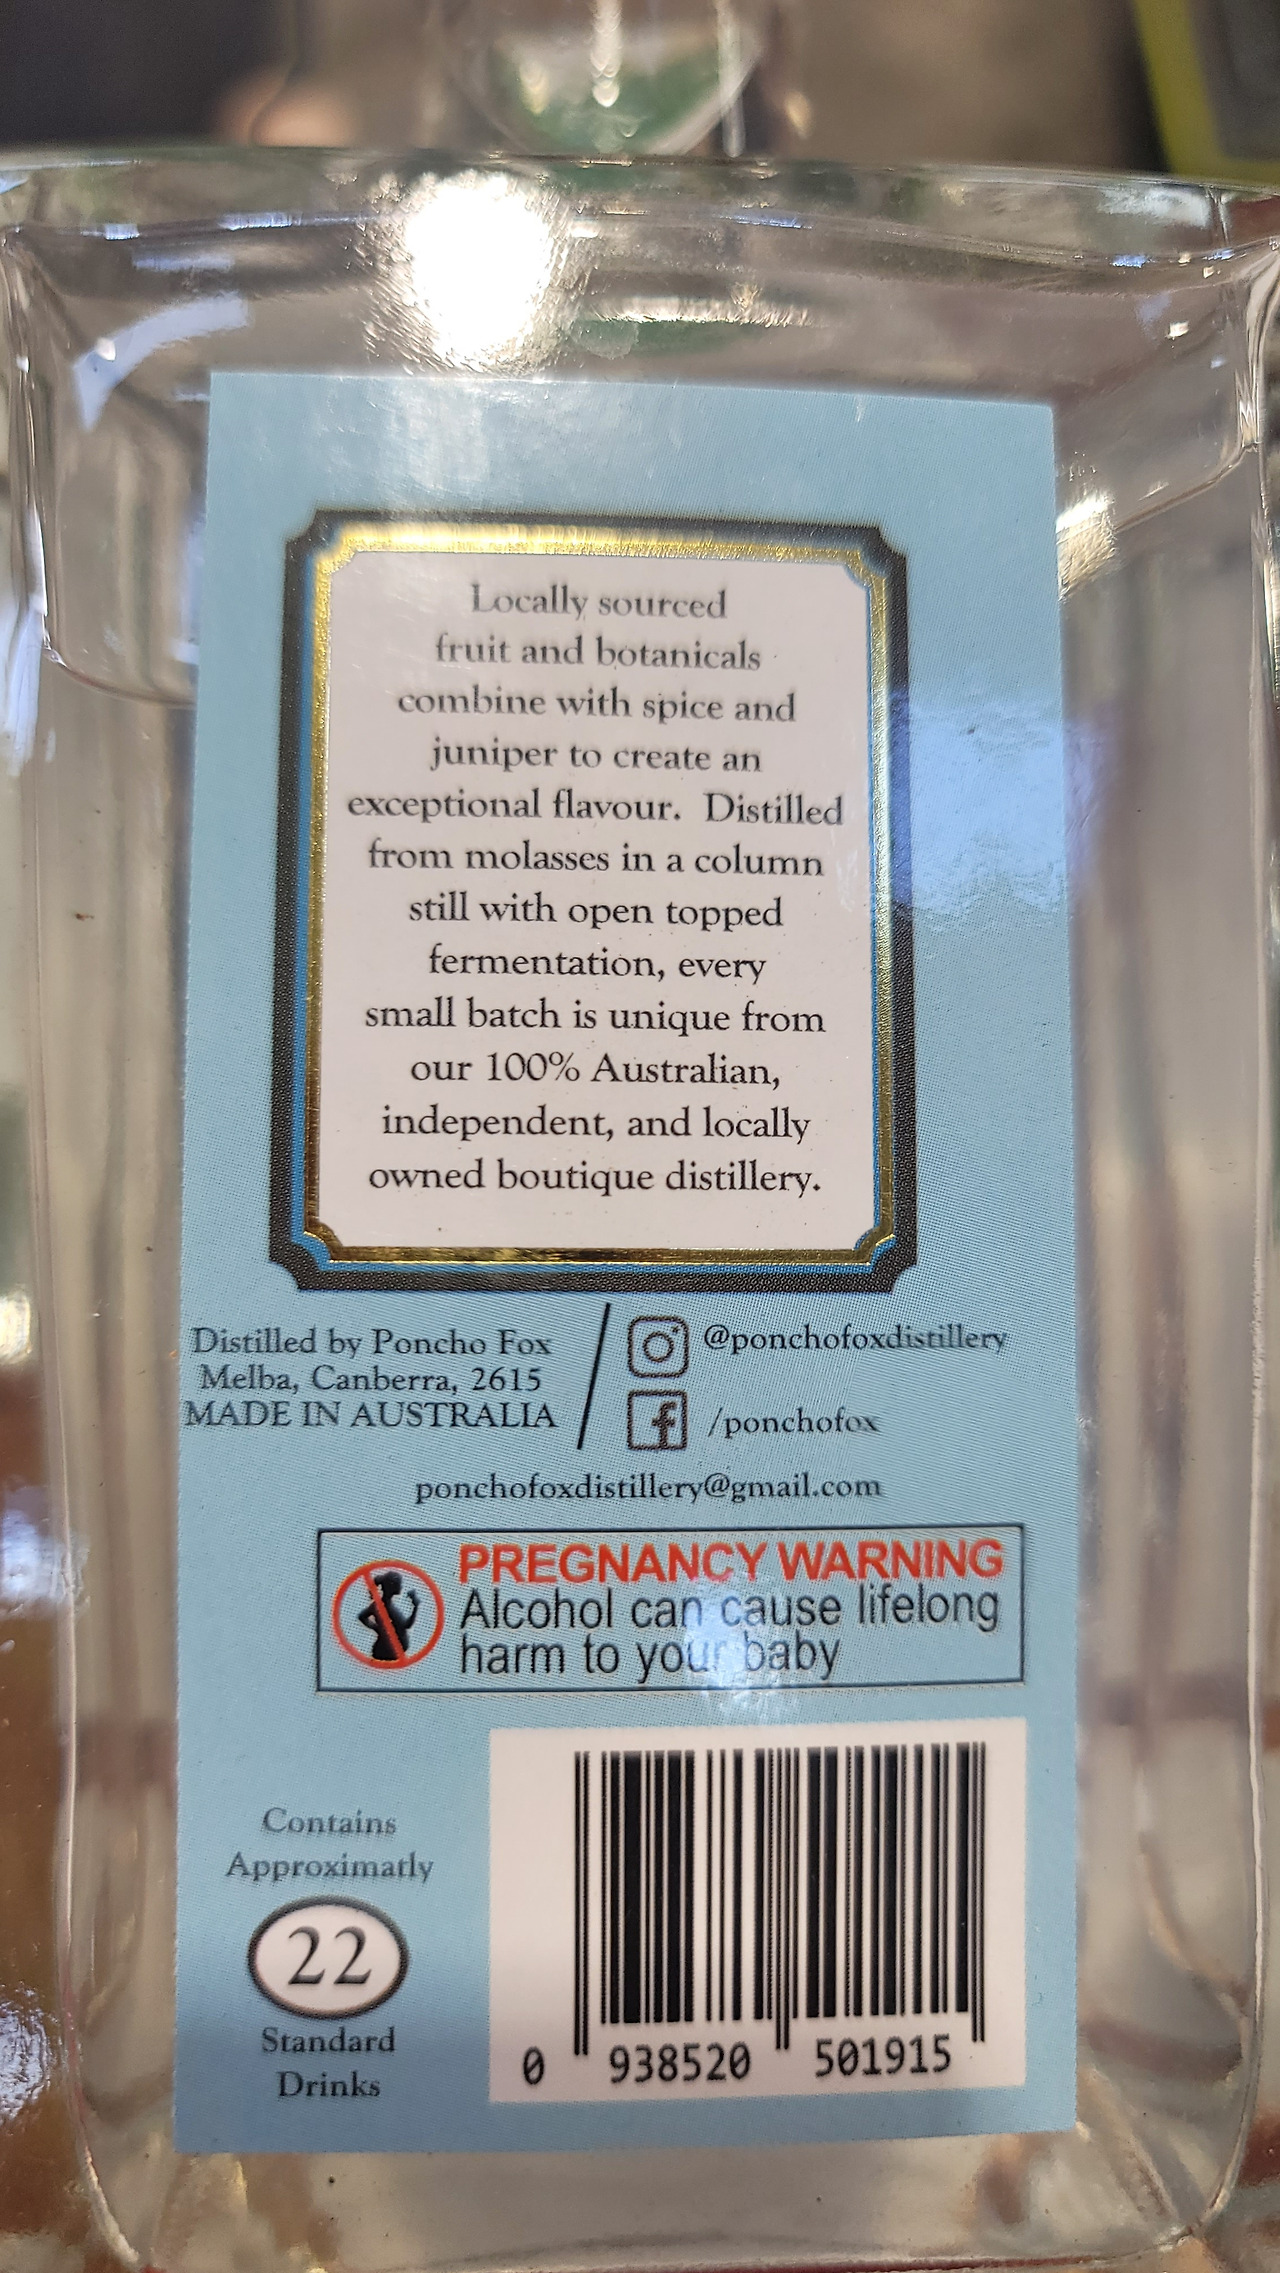 Locally sourced
fruit and botanicals
combine with spice and
juniper to create an
exceptional flavour. Distilled
from molasses in a column
still with open topped
fermentation, every
small batch is unique from
our 100% Australian,
independent, and locally
owned boutique distillery.
Distilled by Poncho Fox
Melba, Canberra, 2615
MADE IN AUSTRALIA
@ponchofoxdistillery
/ponchofox
ponchofoxdistillery@gmail.com
PREGNANCY WARNING
Alcohol can cause lifelong
harm to your baby
Contains
Approximatly
22
Standard
Drinks
0 938520 501915